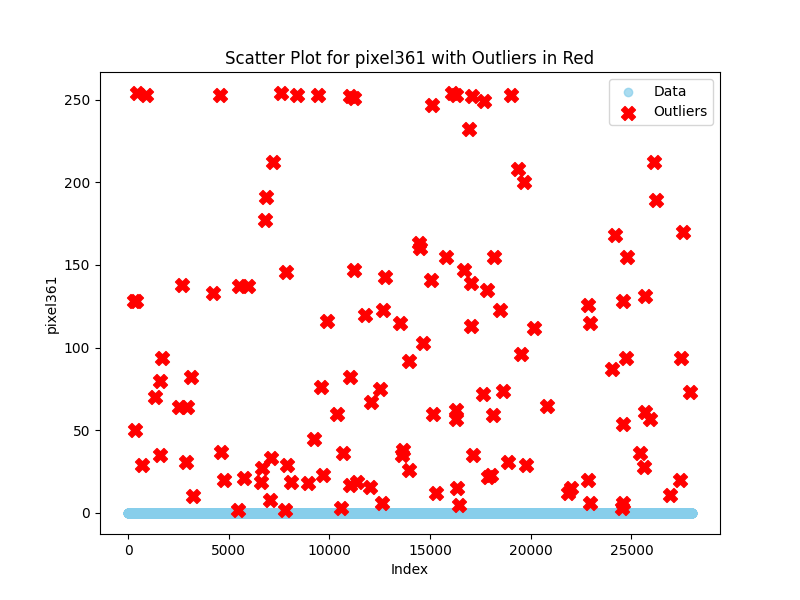 Scatter Plot for pixel361 with Outliers in Red
Data
Outliers
250
200
150
100
50
0
pixel361
0
5000
10000
15000
20000
25000
Index